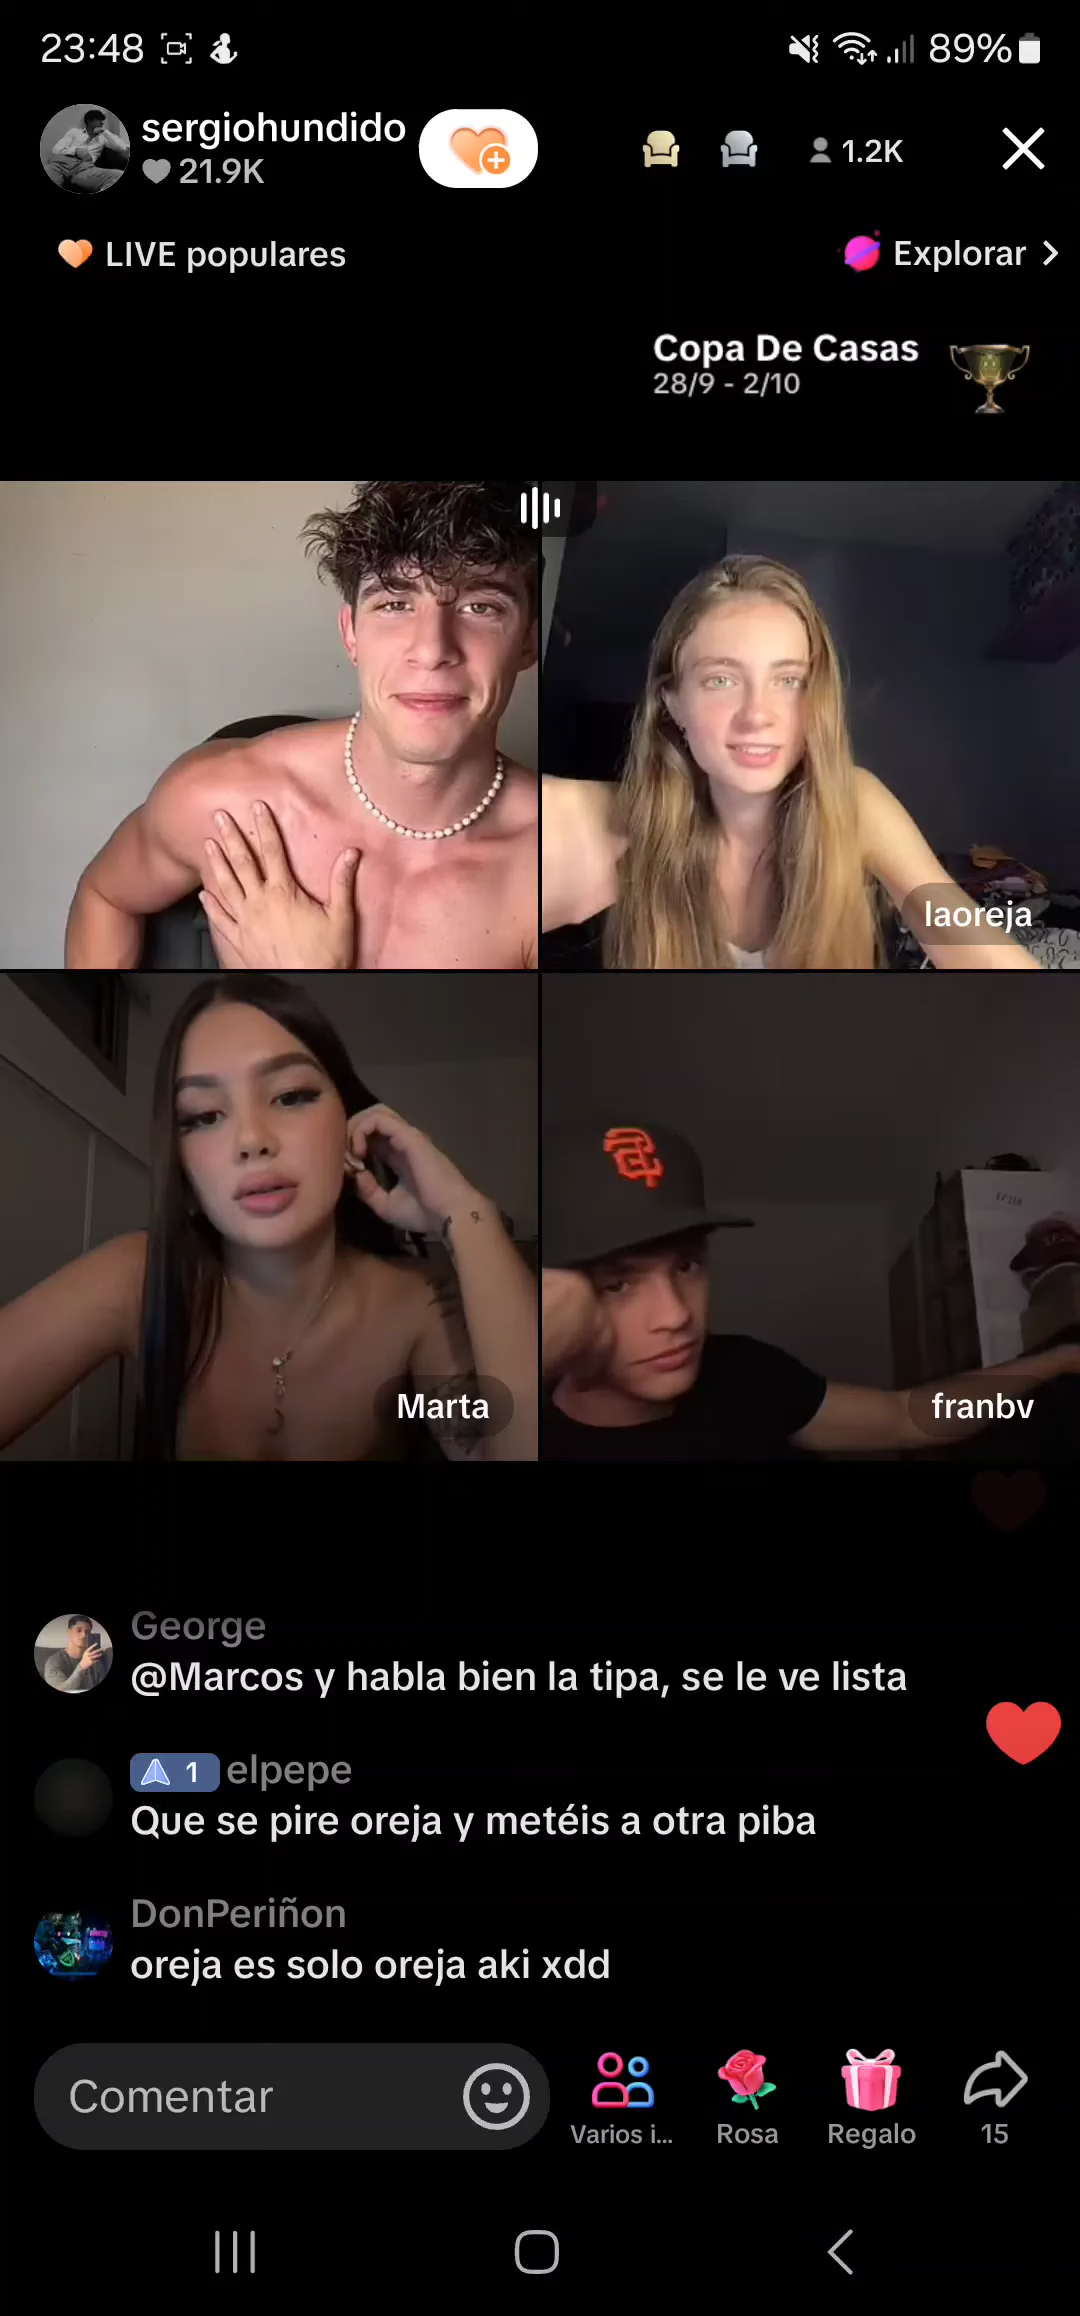 23:48
89%
sergiohundido
21.9K
1.2K
LIVE populares
Explorar
Copa De Casas
28/9 - 2/10
laoreja
Marta
franbv
George
@Marcos y habla bien la tipa, se le ve lista
1 elpepe
Que se pire oreja y metéis a otra piba
DonPeriñon
oreja es solo oreja aki xdd
Comentar
Varios i...
Rosa
Regalo
15